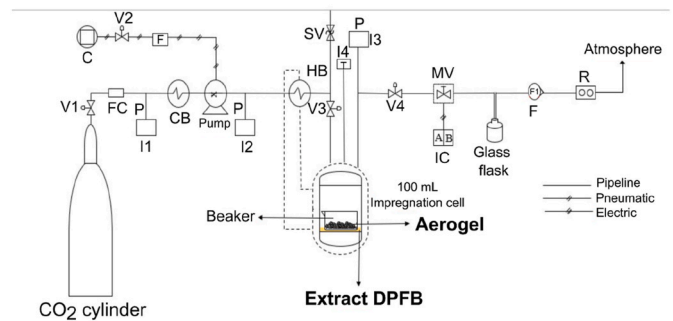 V2
F
C
SV
P
I3
I4
HB
MV
Atmosphere
R
V1
FC
P
CB
Pump
P
V3
V4
F1
F
I1
I2
A B
IC
Glass
flask
100 mL
Impregnation cell
Beaker
Aerogel
Pipeline
Pneumatic
Electric
Extract DPFB
CO2 cylinder